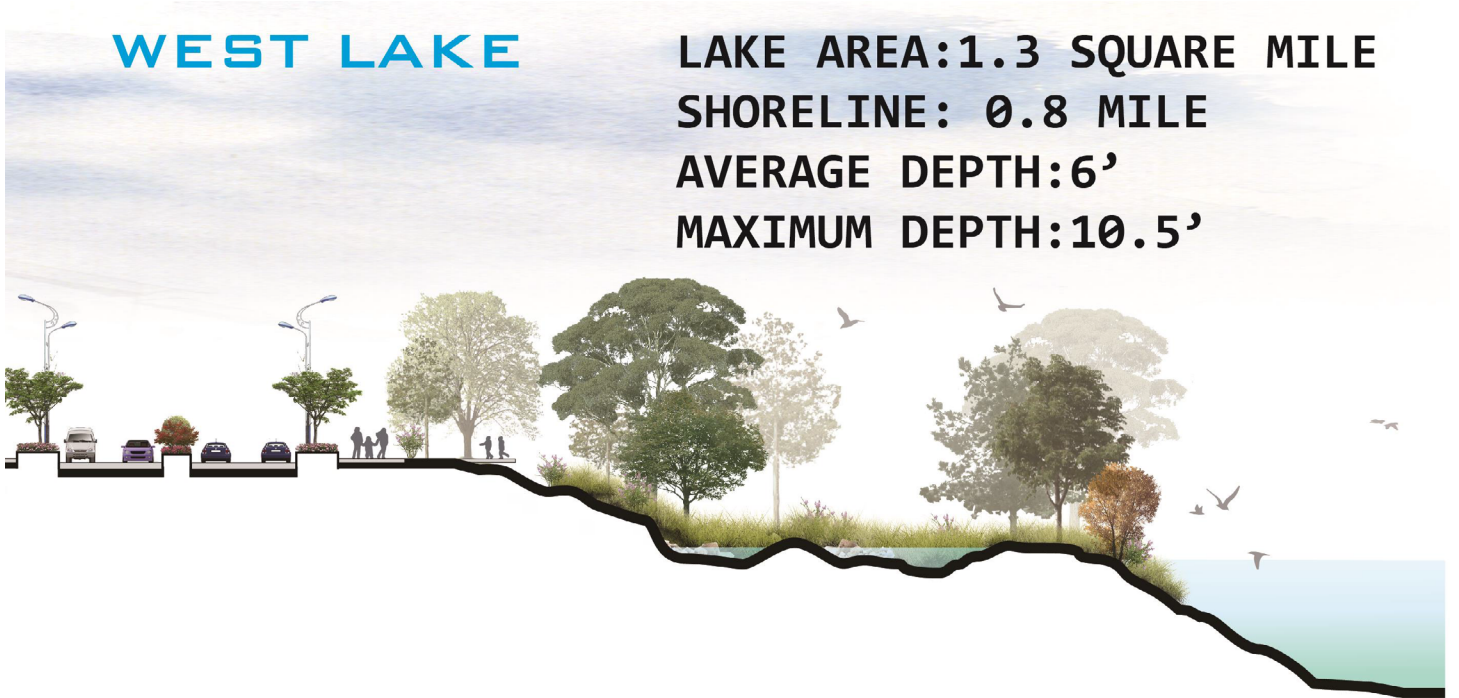 WEST LAKE
LAKE AREA:1.3 SQUARE MILE
SHORELINE: 0.8 MILE
AVERAGE DEPTH:6’
MAXIMUM DEPTH:10.5’